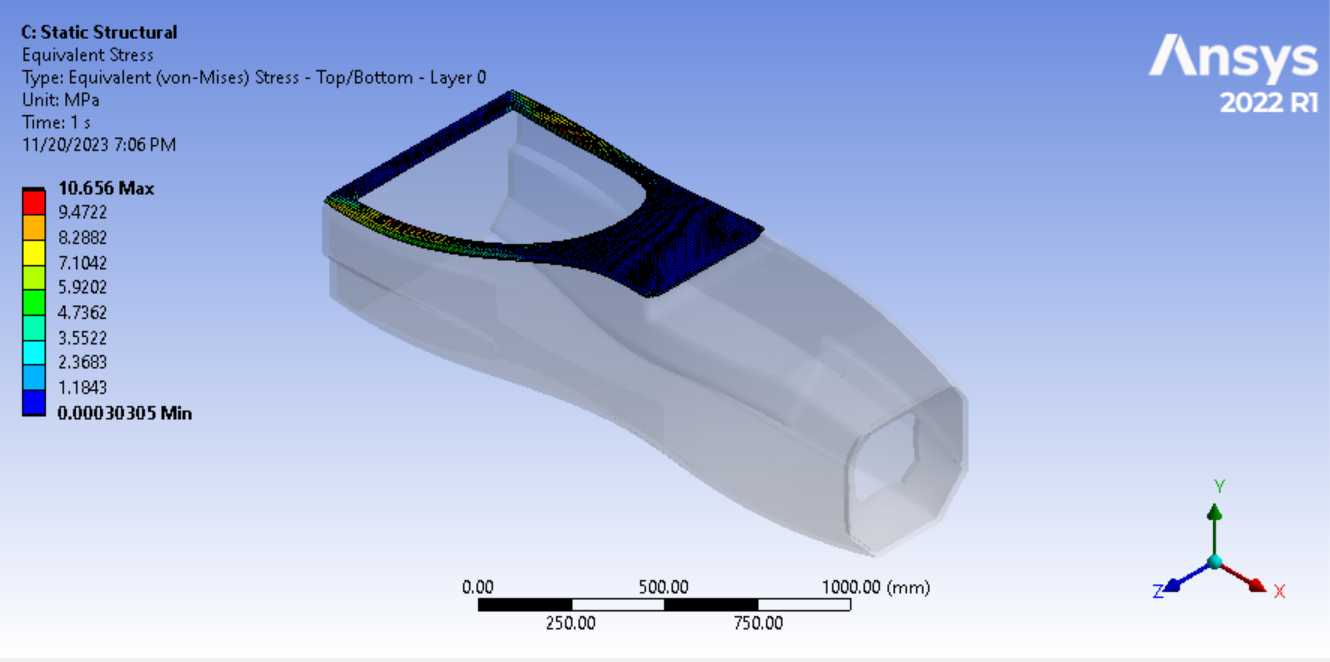 C: Static Structural
Equivalent Stress
Type: Equivalent (von-Mises) Stress - Top/Bottom - Layer 0
Unit: MPa
Time: 1 s
11/20/2023 7:06 PM
Ansys
2022 R1
10.656 Max
9.4722
8.2882
7.1042
5.9202
4.7362
3.5522
2.3683
1.1843
0.00030305 Min
Y
Z
X
0.00 500.00 1000.00 (mm)
250.00 750.00